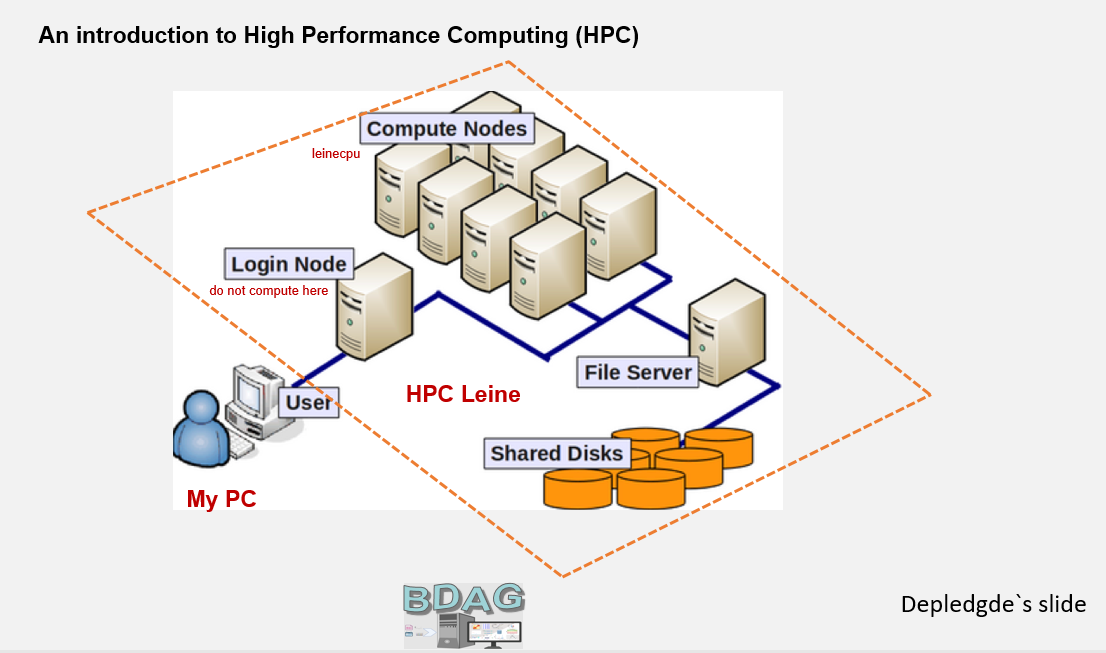 An introduction to High Performance Computing (HPC)
Compute Nodes
leinecpu
Login Node
do not compute here
File Server
User
HPC Leine
Shared Disks
My PC
BDAG
Depledgde`s slide